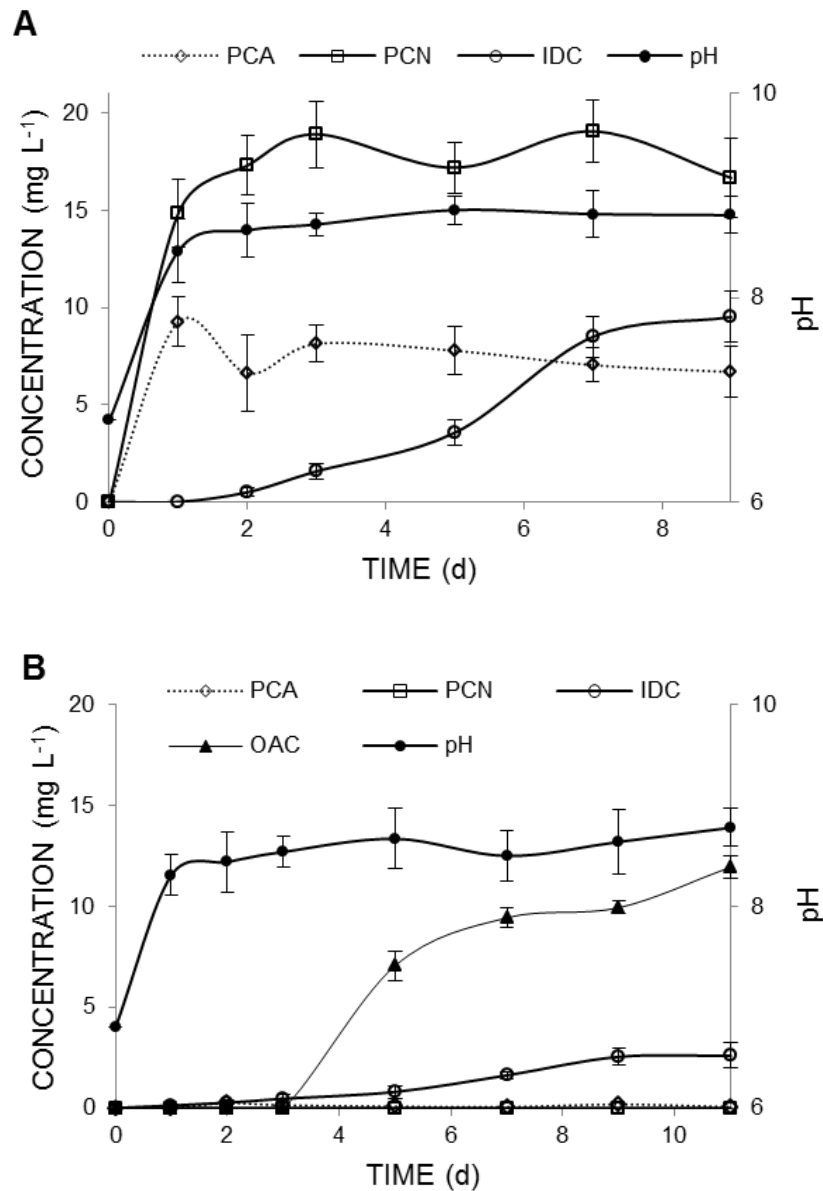 A
PCA PCN IDC pH
CONCENTRATION (mg L⁻¹)
20
15
10
5
0
pH
10
8
6
0 2 4 6 8
TIME (d)
B
PCA PCN IDC
OAC pH
CONCENTRATION (mg L⁻¹)
20
15
10
5
0
pH
10
8
6
0 2 4 6 8 10
TIME (d)